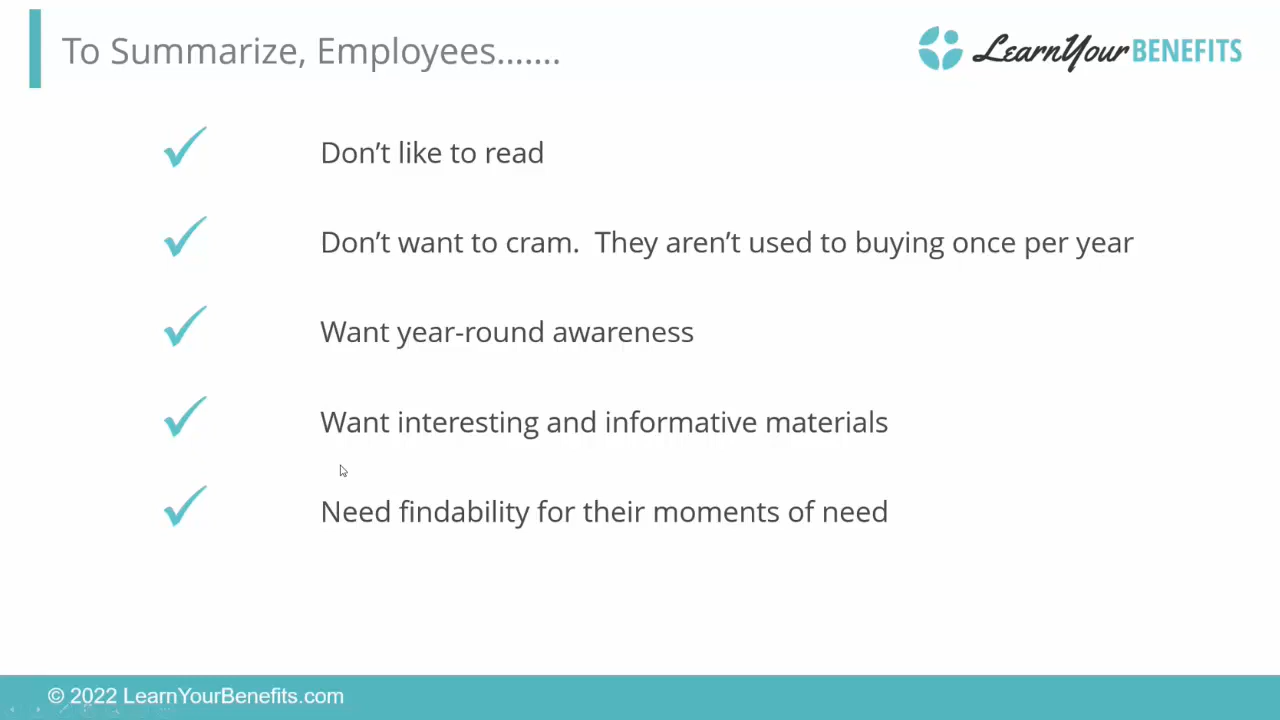 To Summarize, Employees.......
LearnYour BENEFITS
Don't like to read
Don't want to cram.  They aren't used to buying once per year
Want year-round awareness
Want interesting and informative materials
Need findability for their moments of need
© 2022 LearnYourBenefits.com